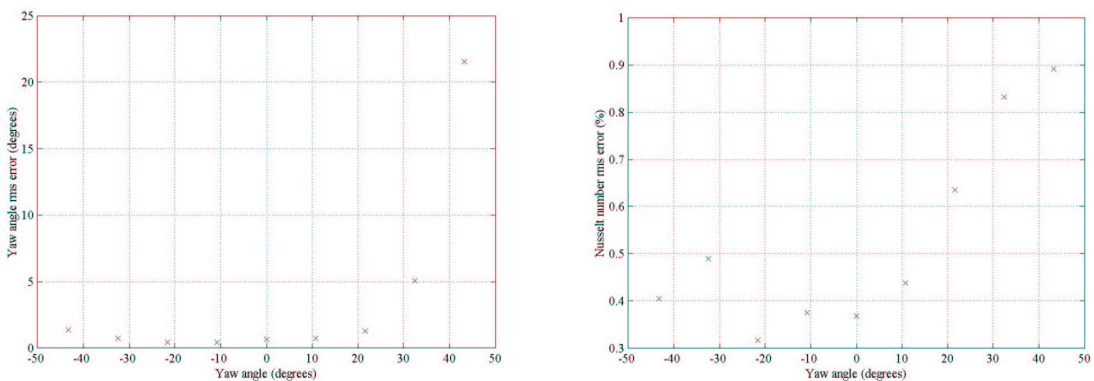 25
20
15
10
5
0
-50 -40 -30 -20 -10 0 10 20 30 40 50
Yaw angle (degrees)
Yaw angle rms error (degrees)
1
0.9
0.8
0.7
0.6
0.5
0.4
0.3
-50 -40 -30 -20 -10 0 10 20 30 40 50
Yaw angle (degrees)
Nusselt number rms error (%)